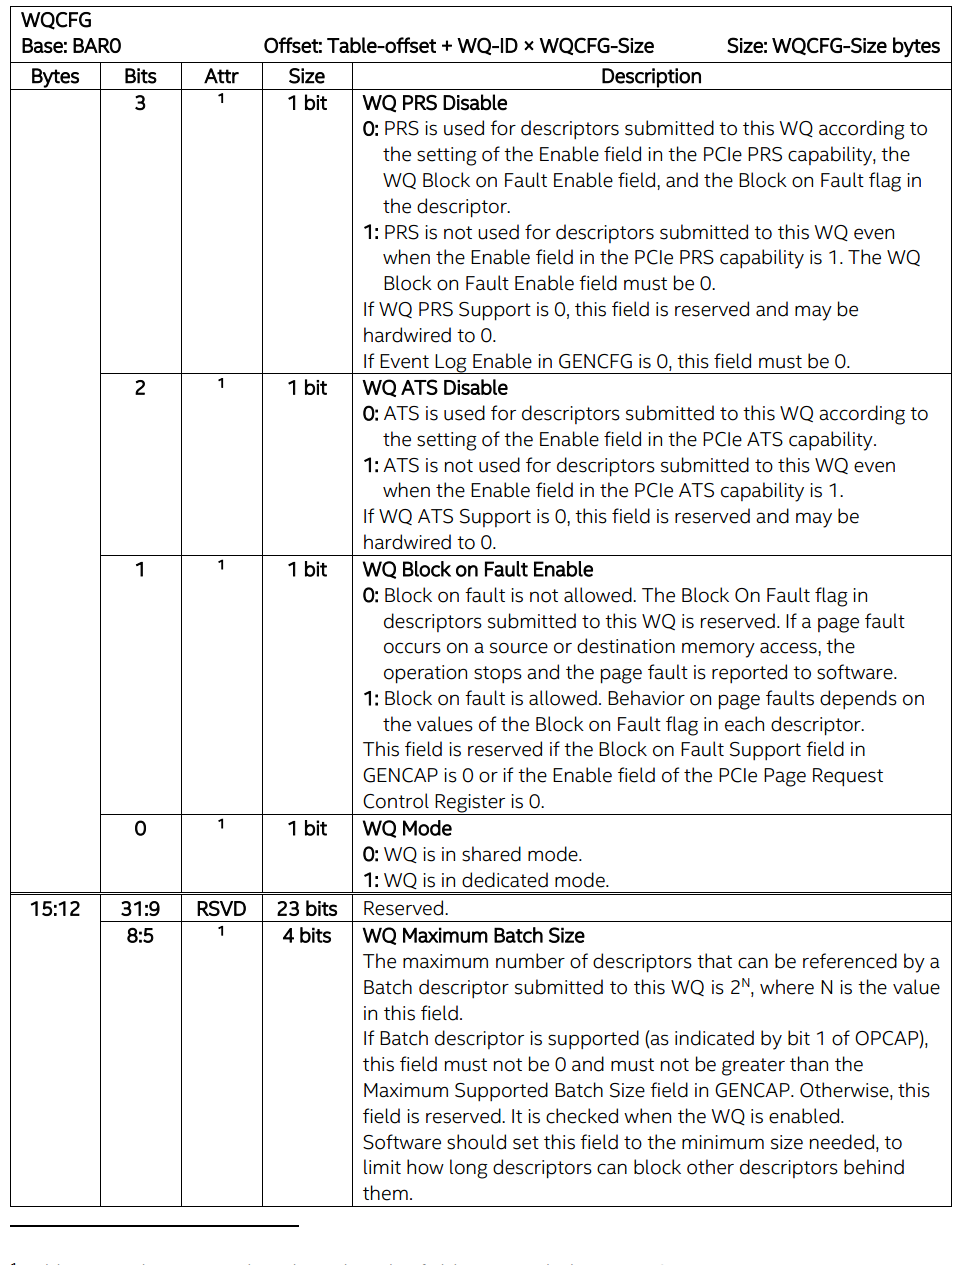 WQCFG
Base: BAR0 Offset: Table-offset + WQ-ID × WQCFG-Size Size: WQCFG-Size bytes
Bytes Bits Attr Size Description
3 1 1 bit WQ PRS Disable
0: PRS is used for descriptors submitted to this WQ according to
the setting of the Enable field in the PCIe PRS capability, the
WQ Block on Fault Enable field, and the Block on Fault flag in
the descriptor.
1: PRS is not used for descriptors submitted to this WQ even
when the Enable field in the PCIe PRS capability is 1. The WQ
Block on Fault Enable field must be 0.
If WQ PRS Support is 0, this field is reserved and may be
hardwired to 0.
If Event Log Enable in GENCFG is 0, this field must be 0.
2 1 1 bit WQ ATS Disable
0: ATS is used for descriptors submitted to this WQ according to
the setting of the Enable field in the PCIe ATS capability.
1: ATS is not used for descriptors submitted to this WQ even
when the Enable field in the PCIe ATS capability is 1.
If WQ ATS Support is 0, this field is reserved and may be
hardwired to 0.
1 1 1 bit WQ Block on Fault Enable
0: Block on fault is not allowed. The Block On Fault flag in
descriptors submitted to this WQ is reserved. If a page fault
occurs on a source or destination memory access, the
operation stops and the page fault is reported to software.
1: Block on fault is allowed. Behavior on page faults depends on
the values of the Block on Fault flag in each descriptor.
This field is reserved if the Block on Fault Support field in
GENCAP is 0 or if the Enable field of the PCIe Page Request
Control Register is 0.
0 1 1 bit WQ Mode
0: WQ is in shared mode.
1: WQ is in dedicated mode.
15:12 31:9 RSVD 23 bits Reserved.
8:5 1 4 bits WQ Maximum Batch Size
The maximum number of descriptors that can be referenced by a
Batch descriptor submitted to this WQ is 2ᴺ, where N is the value
in this field.
If Batch descriptor is supported (as indicated by bit 1 of OPCAP),
this field must not be 0 and must not be greater than the
Maximum Supported Batch Size field in GENCAP. Otherwise, this
field is reserved. It is checked when the WQ is enabled.
Software should set this field to the minimum size needed, to
limit how long descriptors can block other descriptors behind
them.